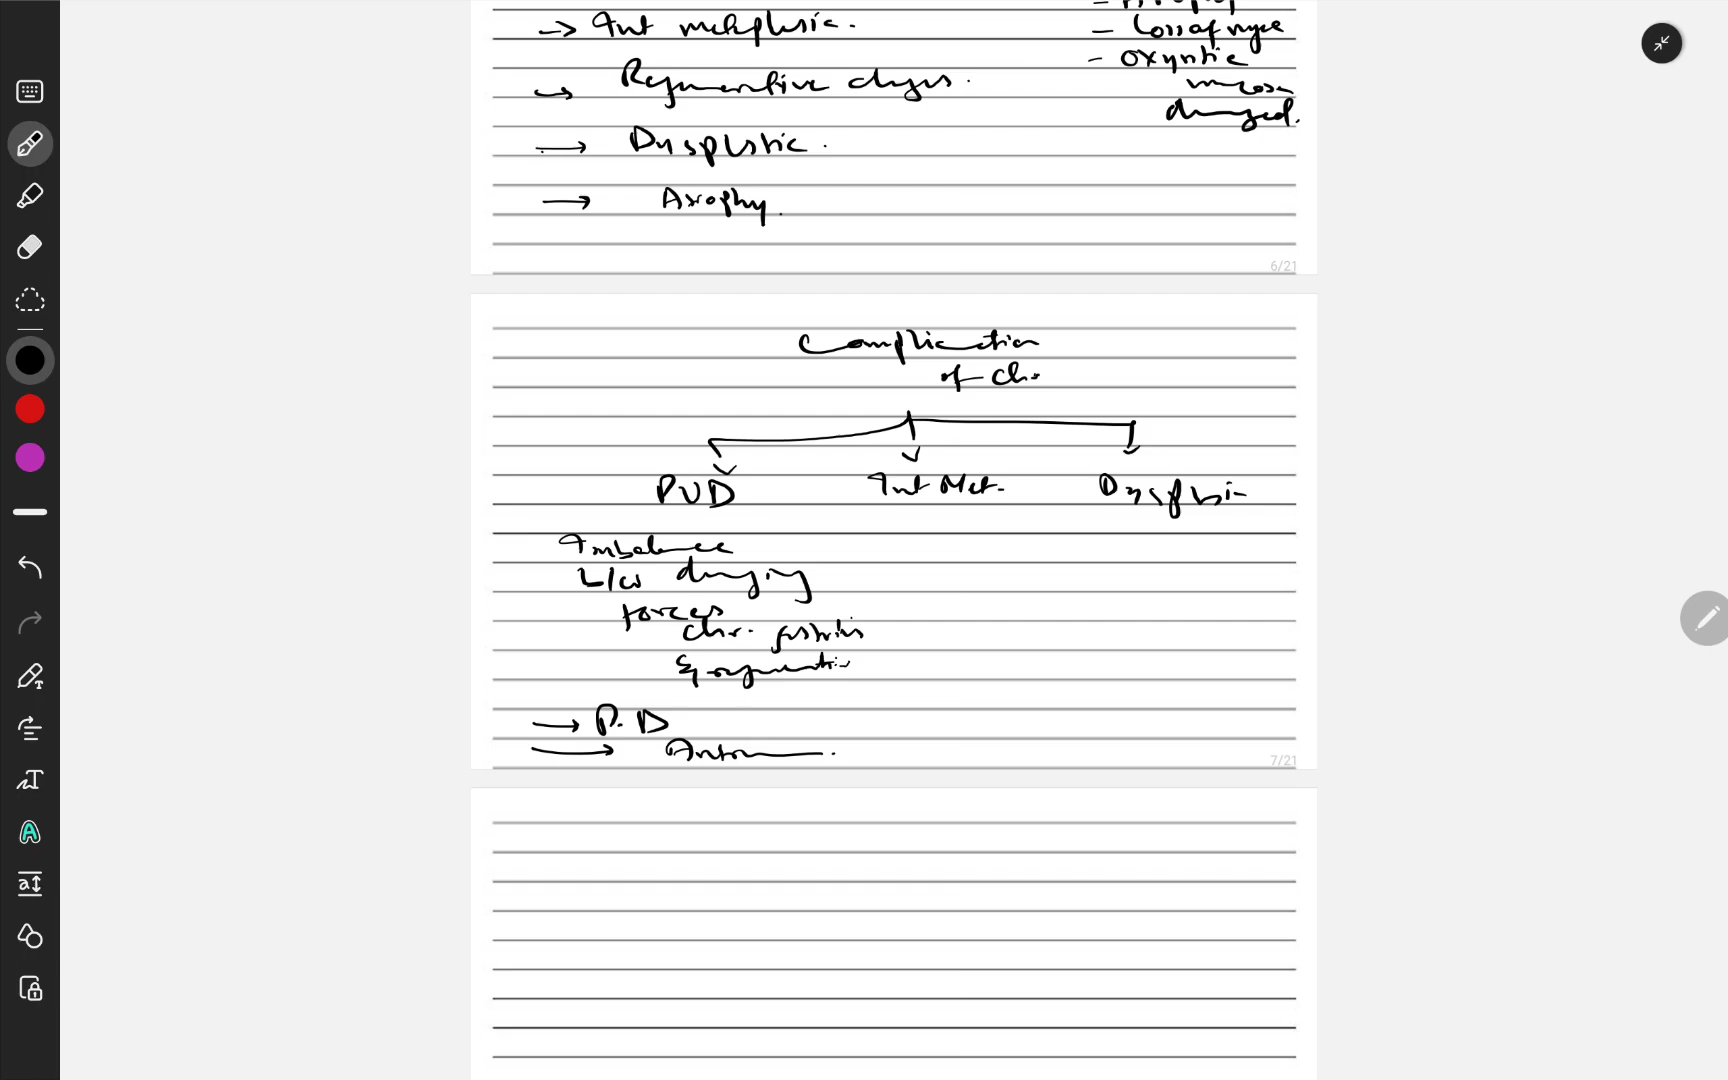 → Int metaplasia.
→ Regenerative changes.
→ Dysplastic.
→ Atrophy.
- Loss of rugae
- Oxyntic
mucosa
damaged.
6/21
Complication
of Chr
PUD Int Met. Dysplasia
Imbalance
b/w damaging
forces
Chr. gastritis
→ P.D
7/21